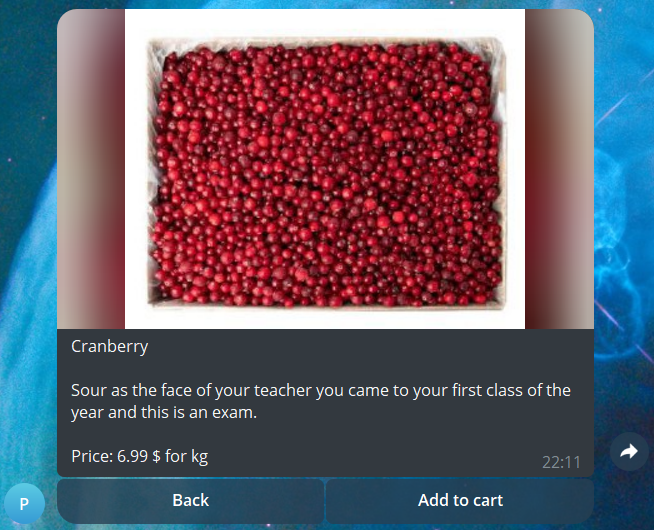 Cranberry
Sour as the face of your teacher you came to your first class of the
year and this is an exam.
Price: 6.99 $ for kg
22:11
P
Back
Add to cart